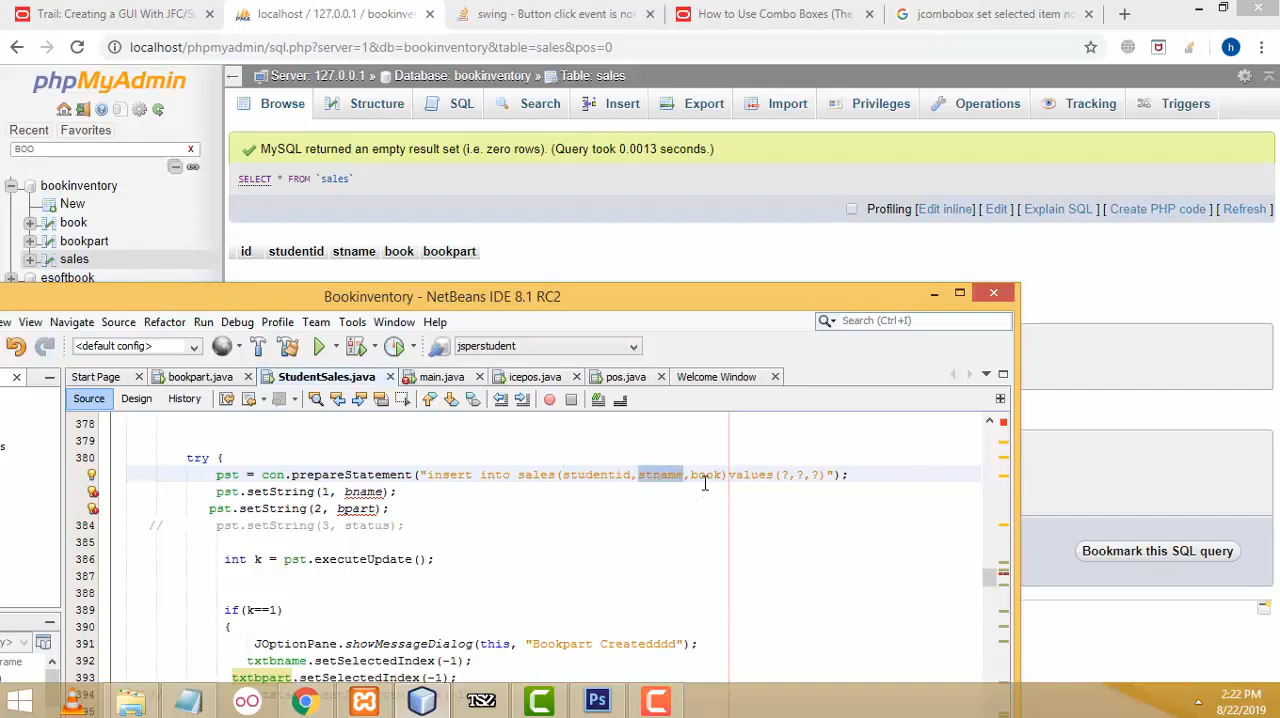 Trail: Creating a GUI With JFC/S
localhost / 127.0.0.1 / bookinven
swing - Button click event is no
How to Use Combo Boxes (The
jcombobox set selected item no
localhost/phpmyadmin/sql.php?server=1&db=bookinventory&table=sales&pos=0
h
phpMyAdmin
Server: 127.0.0.1 » Database: bookinventory » Table: sales
Browse Structure SQL Search Insert Export Import Privileges Operations Tracking Triggers
Recent Favorites
BOO X
MySQL returned an empty result set (i.e. zero rows). (Query took 0.0013 seconds.)
SELECT * FROM `sales`
bookinventory
New
book
bookpart
sales
esoftbook
Profiling [Edit inline] [ Edit ] [ Explain SQL ] [ Create PHP code ] [ Refresh ]
id studentid stname book bookpart
Bookinventory - NetBeans IDE 8.1 RC2
ew View Navigate Source Refactor Run Debug Profile Team Tools Window Help
Search (Ctrl+I)
<default config>
jsperstudent
Start Page bookpart.java StudentSales.java main.java icepos.java pos.java Welcome Window
Source Design History
378
379
380 try {
pst = con.prepareStatement("insert into sales(studentid,stname,book)values(?,?,?)");
pst.setString(1, bname);
pst.setString(2, bpart);
384 // pst.setString(3, status);
385
386 int k = pst.executeUpdate();
387
388
389 if(k==1)
390 {
391 JOptionPane.showMessageDialog(this, "Bookpart Createdddd");
392 txtbname.setSelectedIndex(-1);
393 txtbpart.setSelectedIndex(-1);
394
Bookmark this SQL query
2:22 PM
8/22/2019